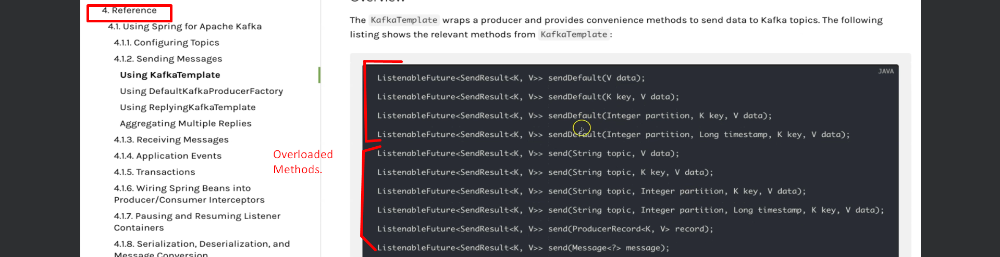 4. Reference
4.1. Using Spring for Apache Kafka
4.1.1. Configuring Topics
4.1.2. Sending Messages
Using KafkaTemplate
Using DefaultKafkaProducerFactory
Using ReplyingKafkaTemplate
Aggregating Multiple Replies
4.1.3. Receiving Messages
4.1.4. Application Events
4.1.5. Transactions
4.1.6. Wiring Spring Beans into
Producer/Consumer Interceptors
4.1.7. Pausing and Resuming Listener
Containers
4.1.8. Serialization, Deserialization, and
Message Conversion
Overloaded
Methods.
Overview
The KafkaTemplate wraps a producer and provides convenience methods to send data to Kafka topics. The following
listing shows the relevant methods from KafkaTemplate:
JAVA
ListenableFuture<SendResult<K, V>> sendDefault(V data);
ListenableFuture<SendResult<K, V>> sendDefault(K key, V data);
ListenableFuture<SendResult<K, V>> sendDefault(Integer partition, K key, V data);
ListenableFuture<SendResult<K, V>> sendDefault(Integer partition, Long timestamp, K key, V data);
ListenableFuture<SendResult<K, V>> send(String topic, V data);
ListenableFuture<SendResult<K, V>> send(String topic, K key, V data);
ListenableFuture<SendResult<K, V>> send(String topic, Integer partition, K key, V data);
ListenableFuture<SendResult<K, V>> send(String topic, Integer partition, Long timestamp, K key, V data);
ListenableFuture<SendResult<K, V>> send(ProducerRecord<K, V> record);
ListenableFuture<SendResult<K, V>> send(Message<?> message);